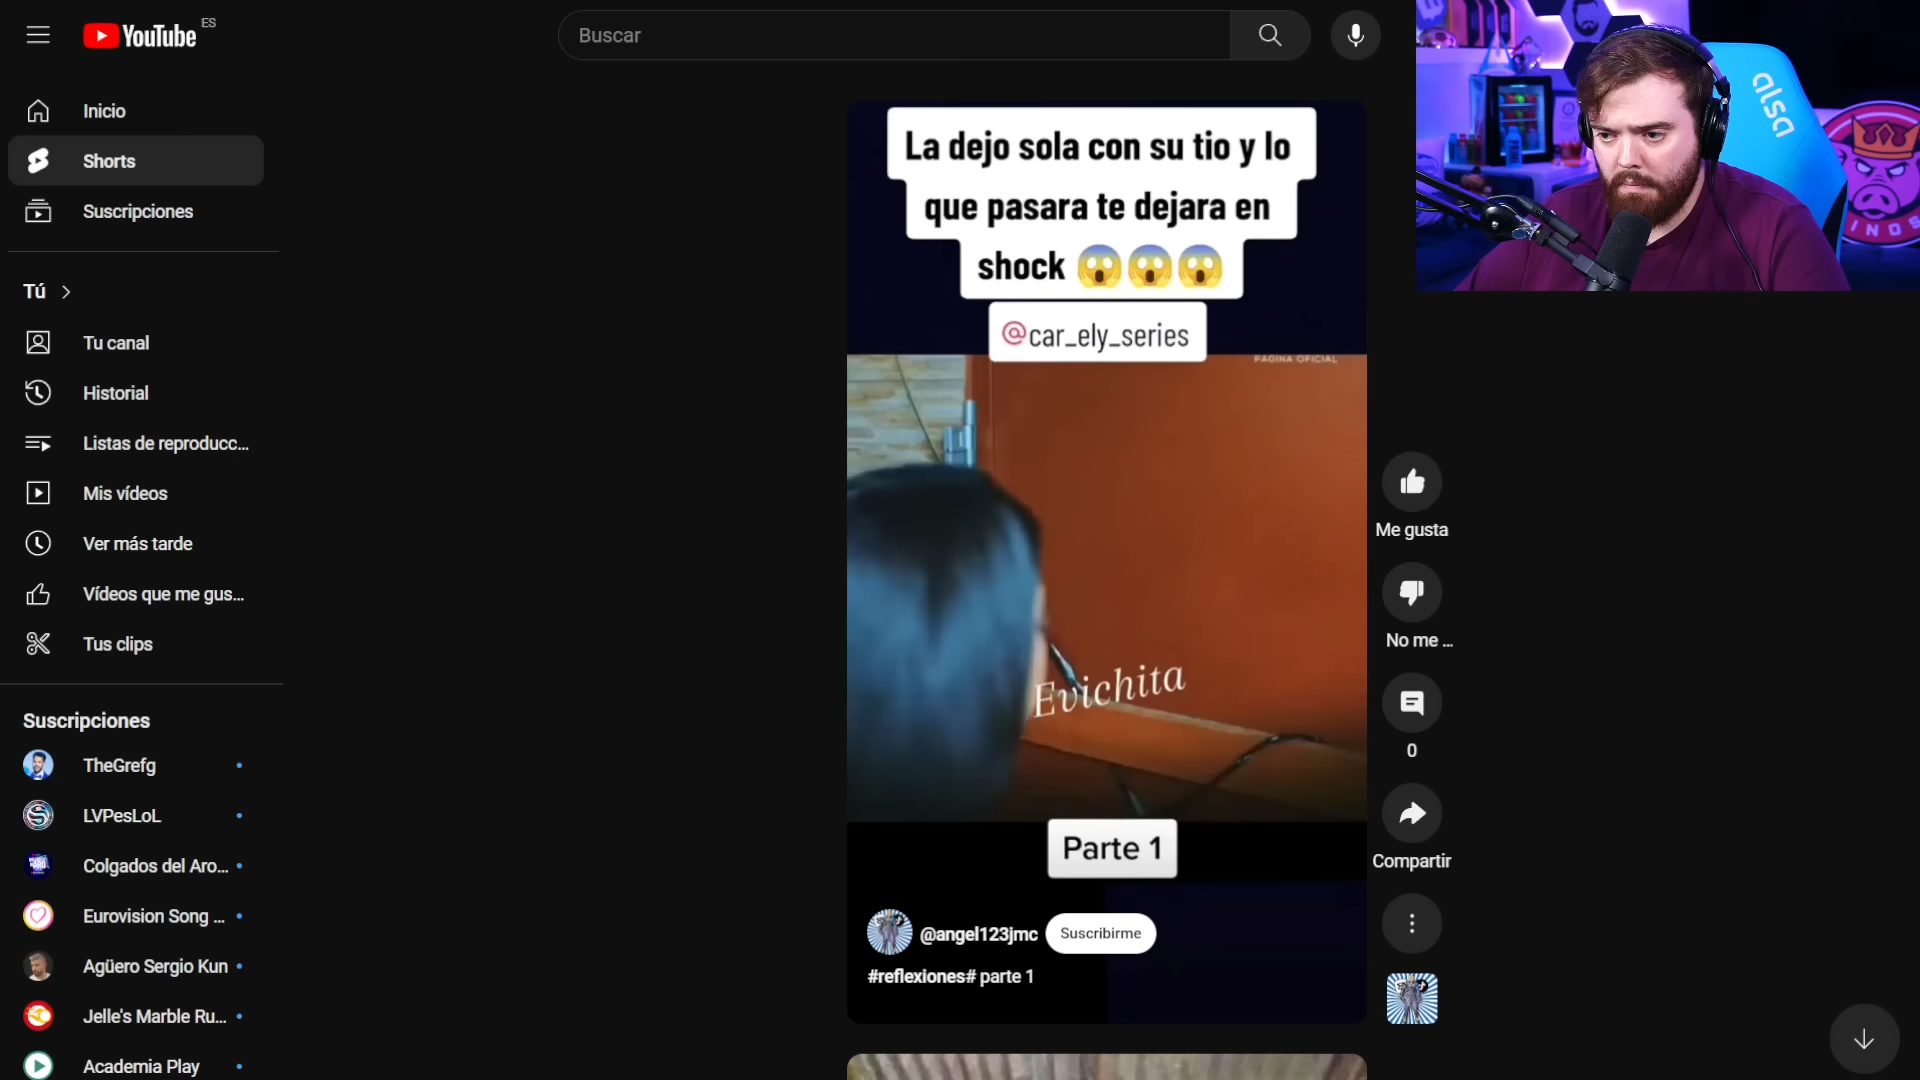 YouTube ES
Buscar
Inicio
Shorts
Suscripciones
Tú
Tu canal
Historial
Listas de reproducc...
Mis vídeos
Ver más tarde
Vídeos que me gus...
Tus clips
Suscripciones
TheGrefg
LVPesLoL
Colgados del Aro...
Eurovision Song ...
Agüero Sergio Kun
Jelle's Marble Ru...
Academia Play
La dejo sola con su tio y lo
que pasara te dejara en
shock 😱😱😱
@car_ely_series
PAGINA OFICIAL
Evichita
Parte 1
@angel123jmc
Suscribirme
#reflexiones# parte 1
Me gusta
No me ...
0
Compartir
alsa
INOS